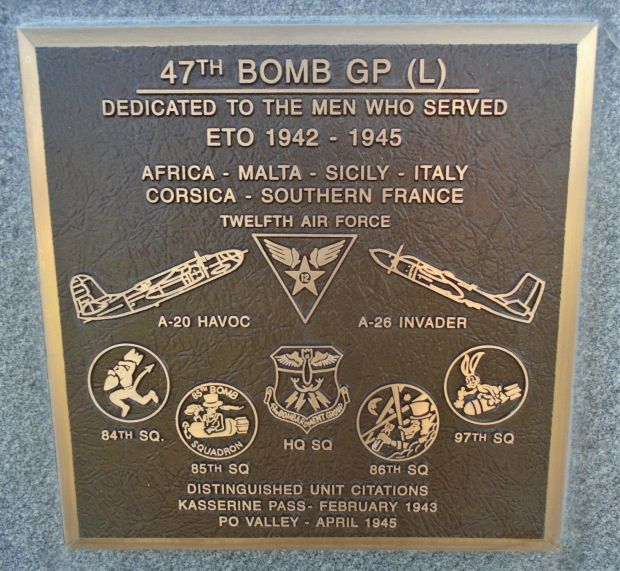 47TH BOMB GP (L)
DEDICATED TO THE MEN WHO SERVED
ETO 1942 - 1945
AFRICA - MALTA - SICILY - ITALY
CORSICA - SOUTHERN FRANCE
TWELFTH AIR FORCE
12
A-20 HAVOC
A-26 INVADER
84TH SQ.
85TH BOMB
SQUADRON
85TH SQ
BOMBARDMENT GROUP
HQ SQ
86TH SQ
97TH SQ
DISTINGUISHED UNIT CITATIONS
KASSERINE PASS- FEBRUARY 1943
PO VALLEY - APRIL 1945